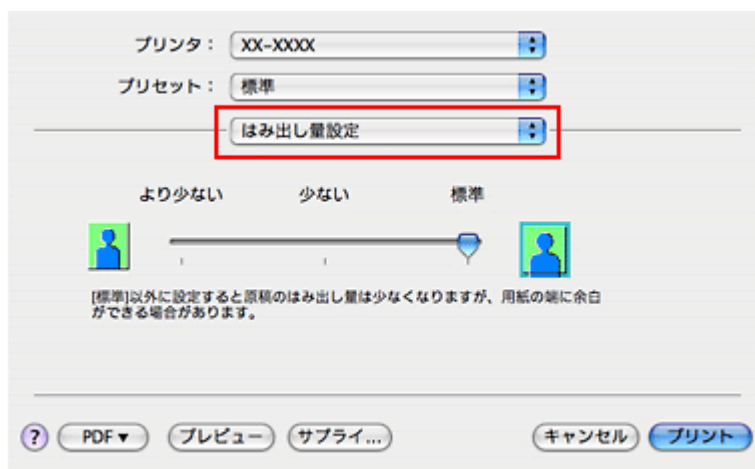 プリンタ： XX-XXXX
プリセット： 標準
はみ出し量設定
より少ない 少ない 標準
[標準]以外に設定すると原稿のはみ出し量は少なくなりますが、用紙の端に余白
ができる場合があります。
? PDF▼ プレビュー サプライ... キャンセル プリント